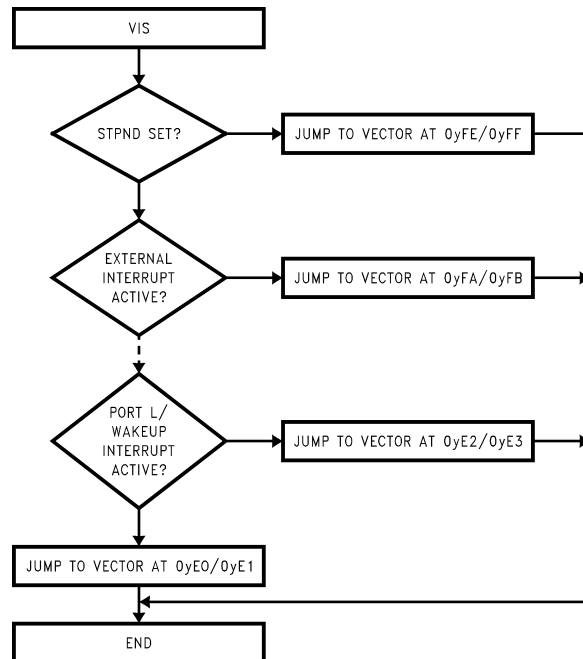 VIS
STPND SET?
JUMP TO VECTOR AT 0yFE/0yFF
EXTERNAL
INTERRUPT
ACTIVE?
JUMP TO VECTOR AT 0yFA/0yFB
PORT L/
WAKEUP
INTERRUPT
ACTIVE?
JUMP TO VECTOR AT 0yE2/0yE3
JUMP TO VECTOR AT 0yE0/0yE1
END